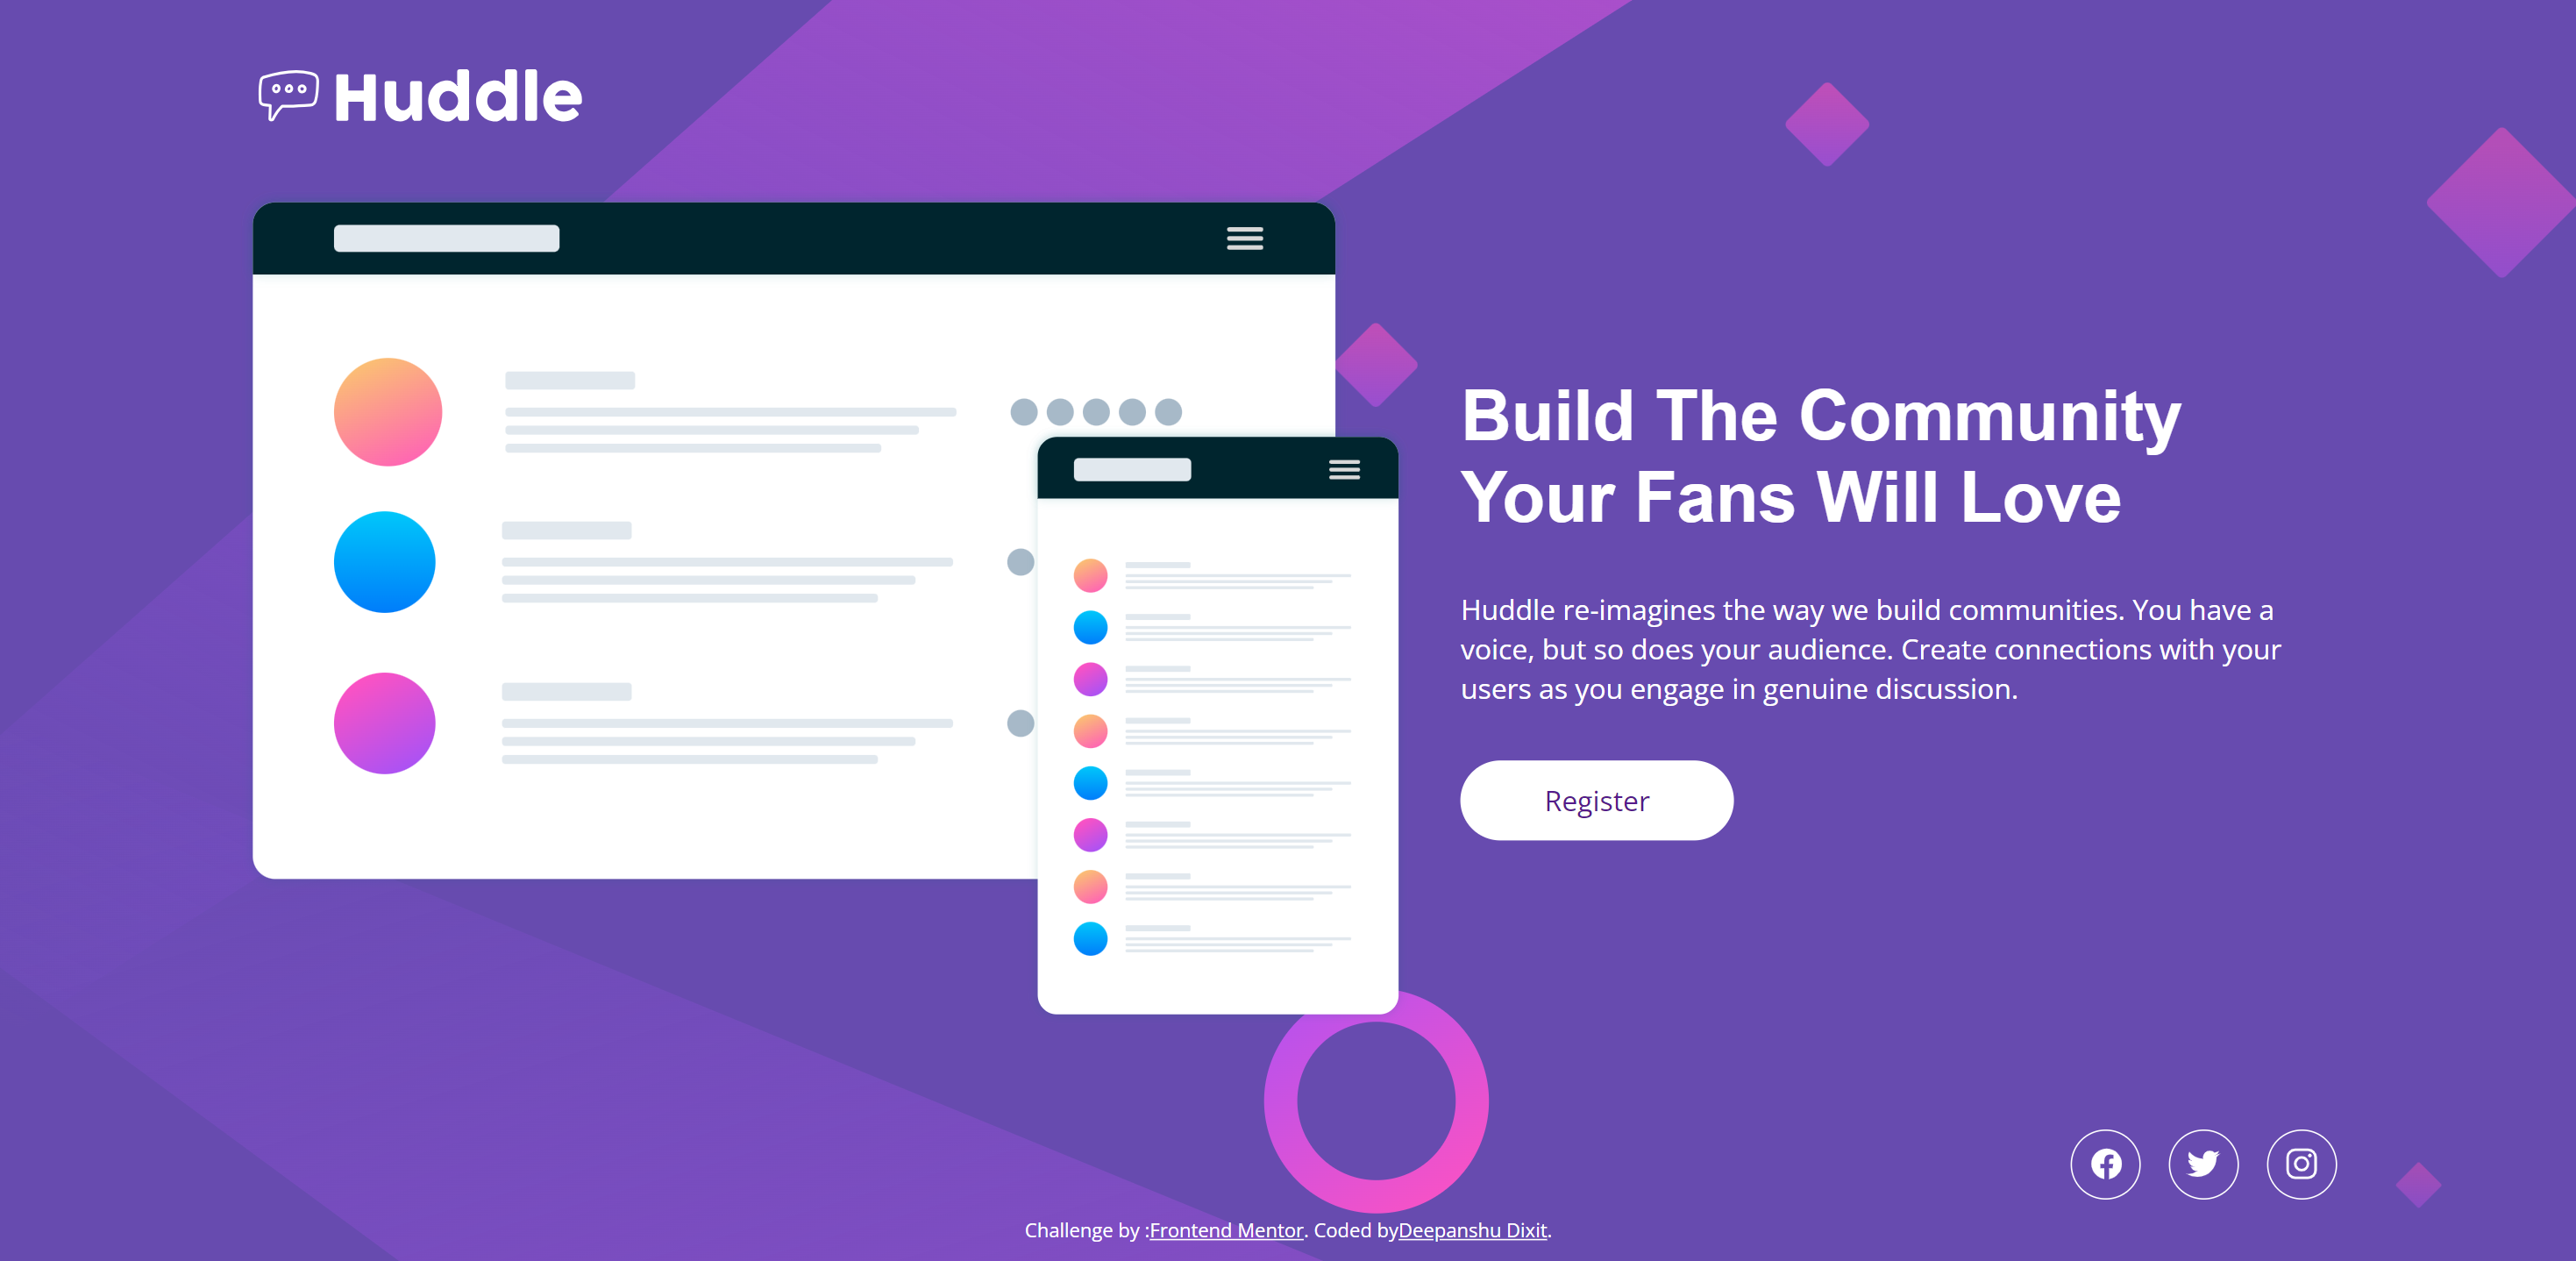 Huddle
Build The Community
Your Fans Will Love
Huddle re-imagines the way we build communities. You have a
voice, but so does your audience. Create connections with your
users as you engage in genuine discussion.
Register
Challenge by :Frontend Mentor. Coded byDeepanshu Dixit.